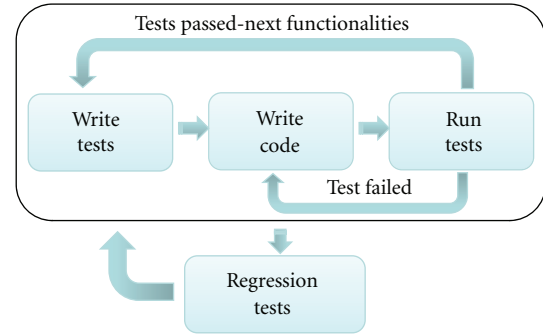 Tests passed-next functionalities
Write
tests
Write
code
Run
tests
Test failed
Regression
tests